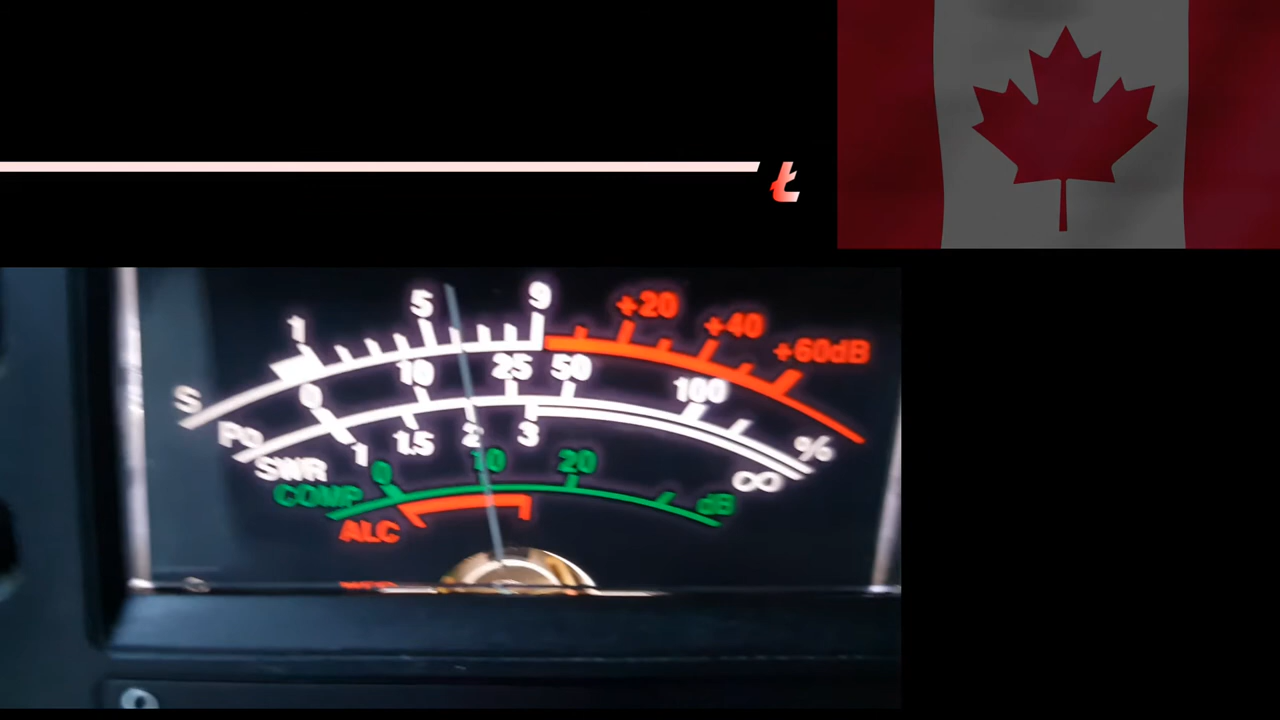 1 5 9 +20 +40 +60dB
S
0 10 25 50 100 %
Po
SWR 1 1.5 2 3 ∞
COMP 0 10 20 dB
ALC